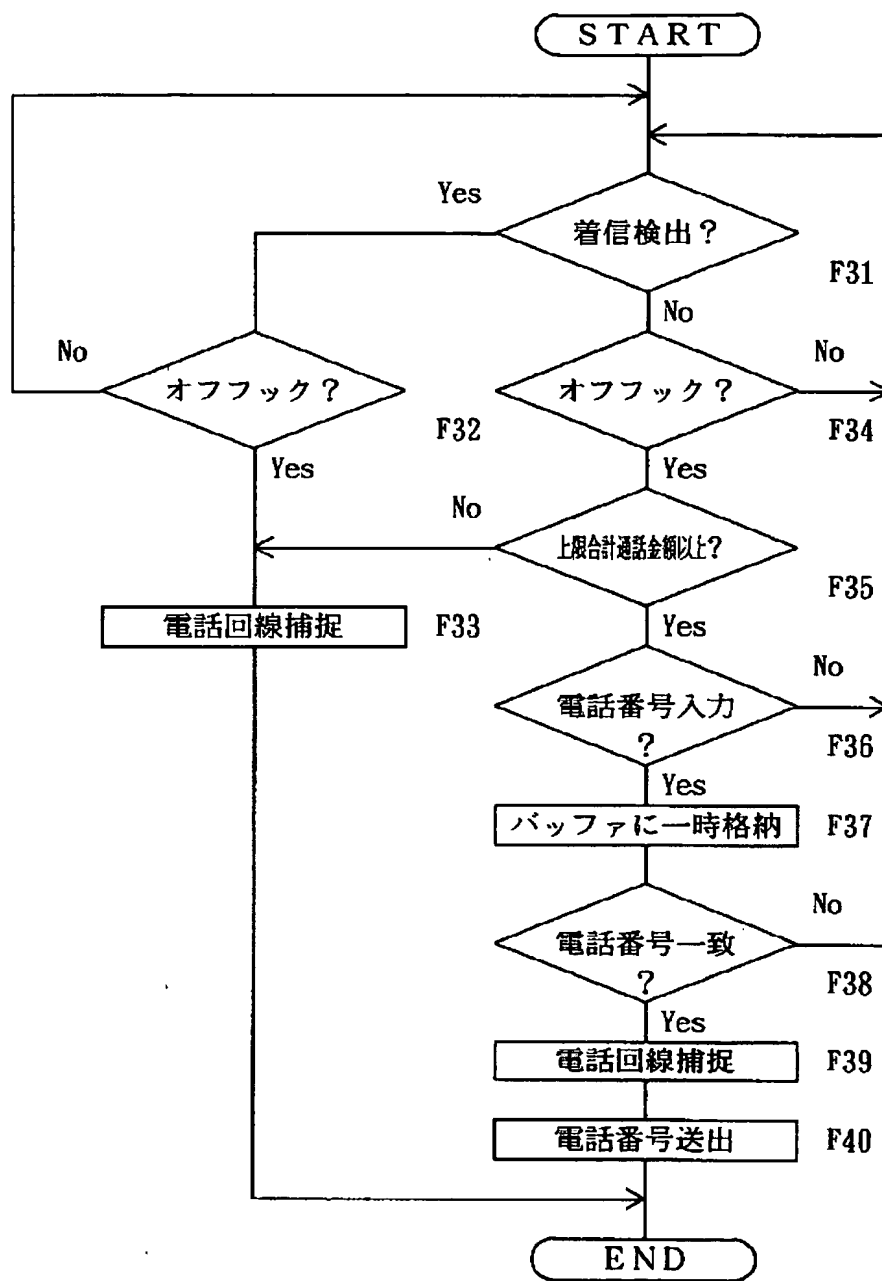 START
Yes
着信検出？
F31
No
No
オフフック？
F32
Yes
オフフック？
No
F34
Yes
No
上限合計通話金額以上？
F35
Yes
電話回線捕捉
F33
電話番号入力
？
No
F36
Yes
バッファに一時格納
F37
電話番号一致
？
No
F38
Yes
電話回線捕捉
F39
電話番号送出
F40
END